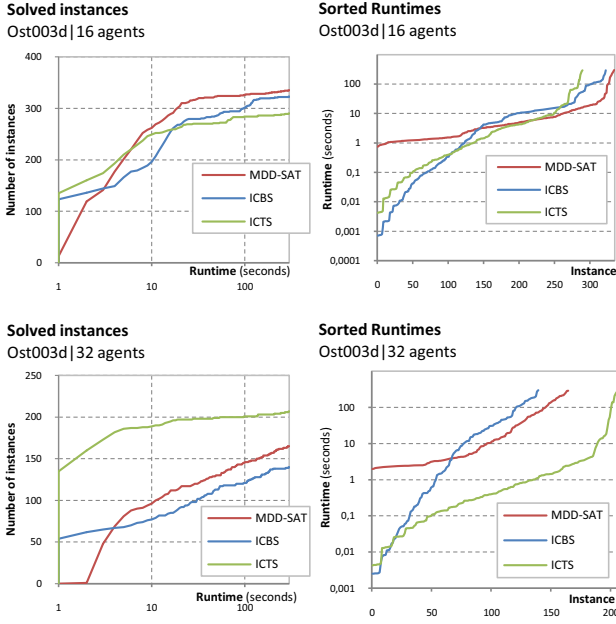 Solved instances
Ost003d|16 agents
Number of instances
400
300
200
100
0
1
10
100
Runtime (seconds)
MDD-SAT
ICBS
ICTS
Sorted Runtimes
Ost003d|16 agents
Runtime (seconds)
100
10
1
0,1
0,01
0,001
0,0001
0
50
100
150
200
250
300
Instance
MDD-SAT
ICBS
ICTS
Solved instances
Ost003d|32 agents
Number of instances
250
200
150
100
50
0
1
10
100
Runtime (seconds)
MDD-SAT
ICBS
ICTS
Sorted Runtimes
Ost003d|32 agents
Runtime (seconds)
100
10
1
0,1
0,01
0,001
0
50
100
150
200
Instance
MDD-SAT
ICBS
ICTS